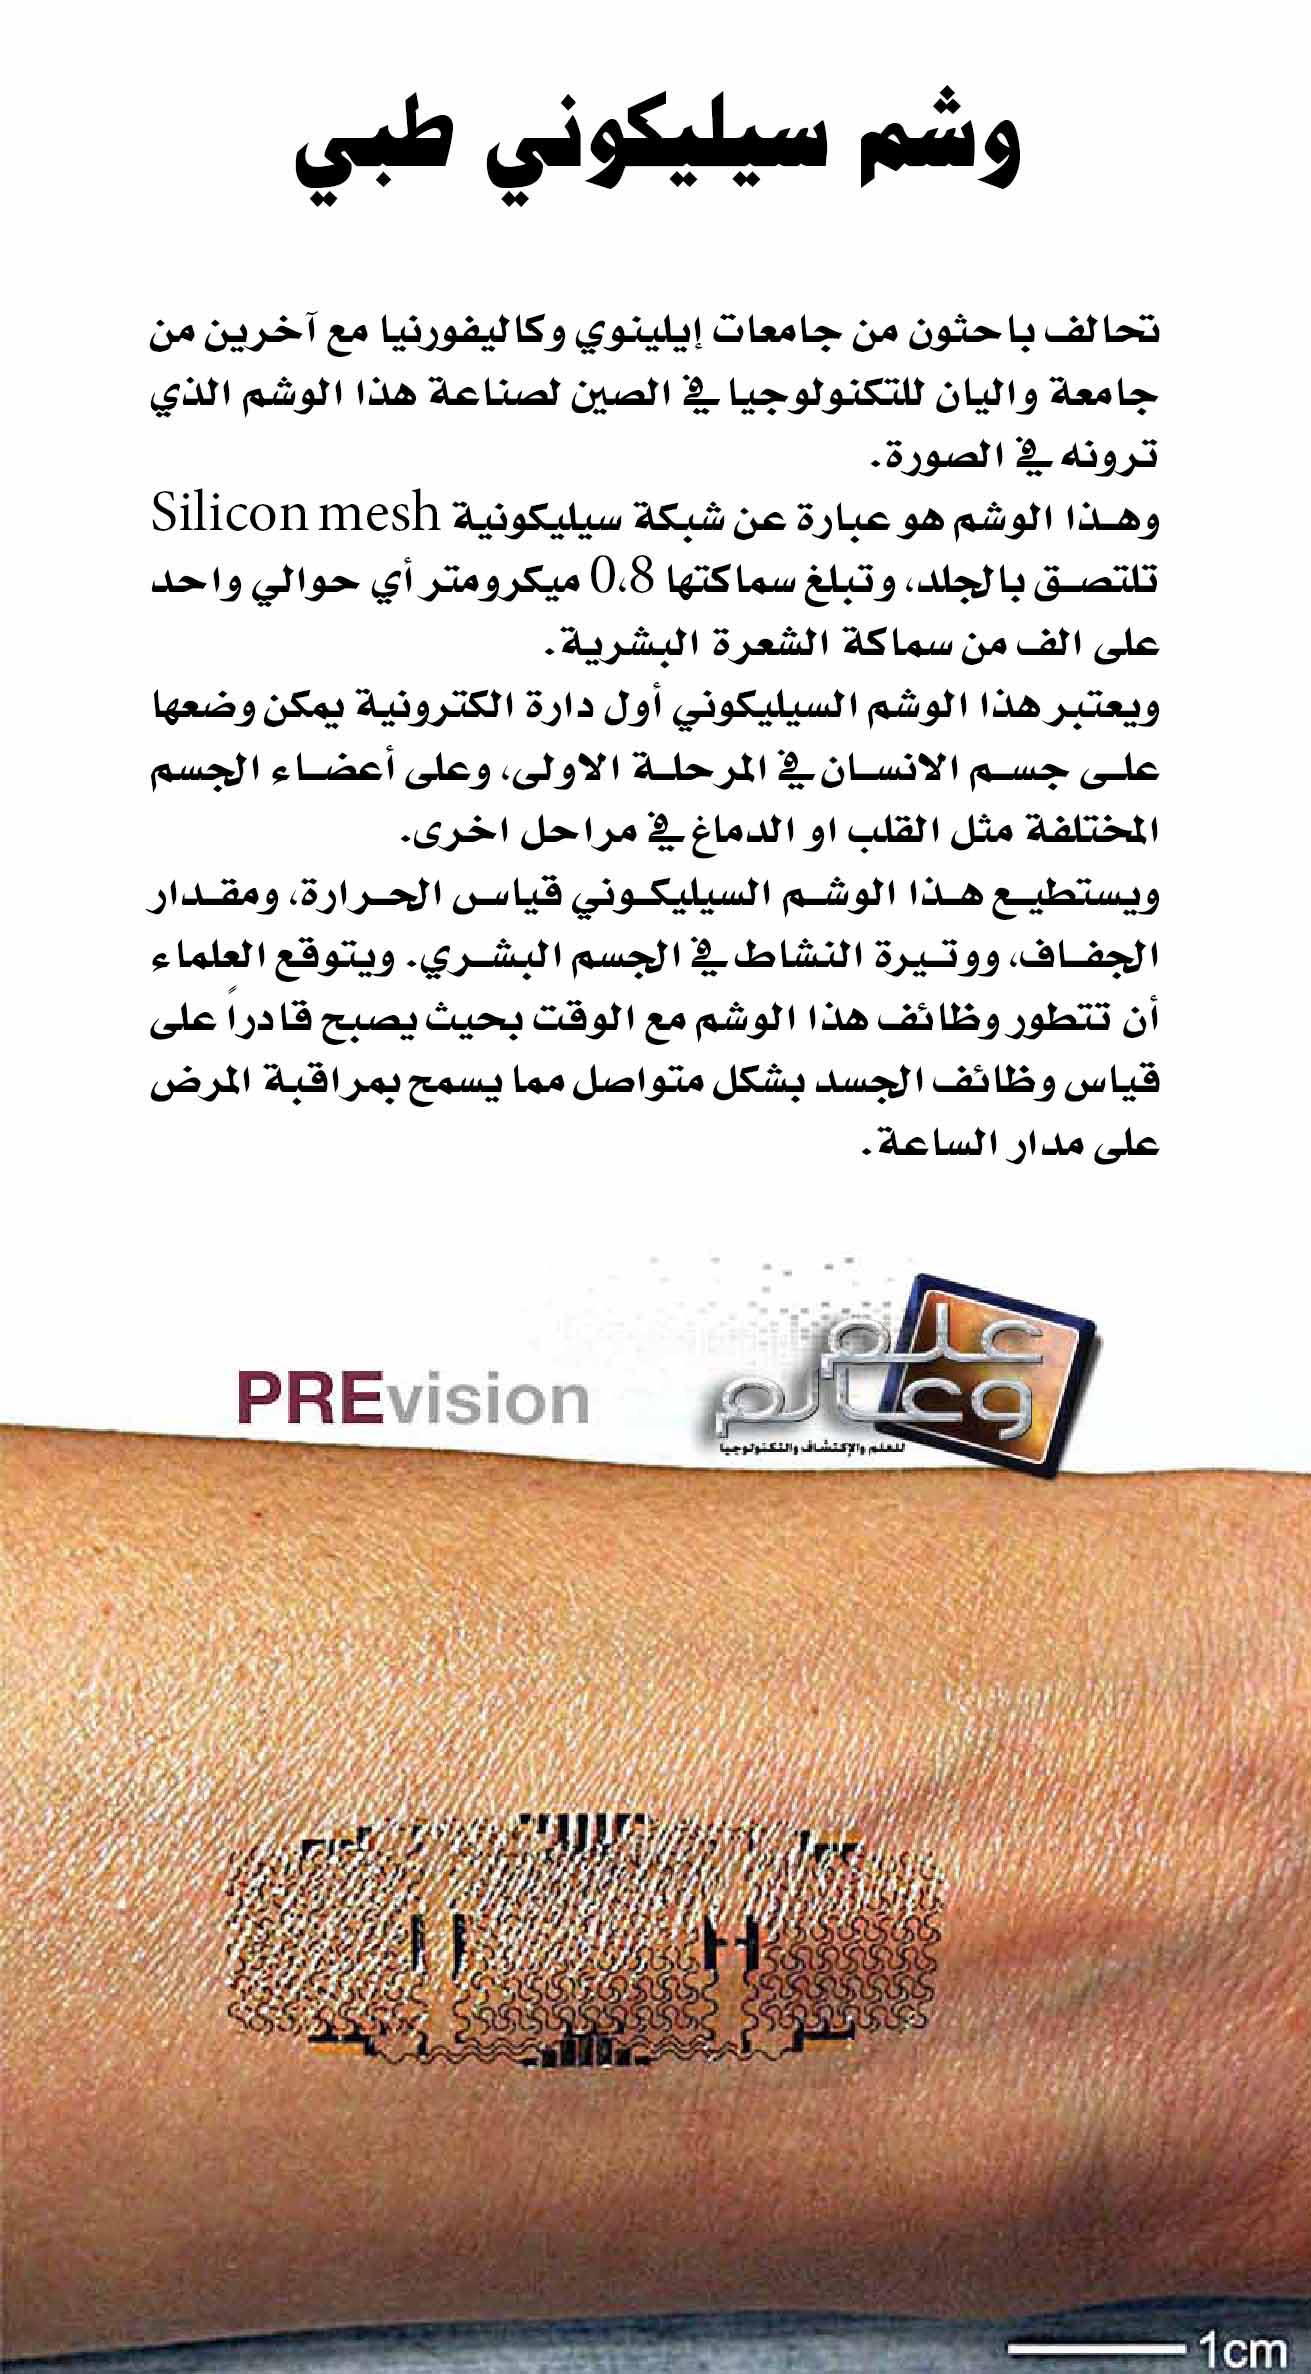 وشم سيليكوني طبي
تحالف باحثون من جامعات إيلينوي وكاليفورنيا مع آخرين من
جامعة واليان للتكنولوجيا في الصين لصناعة هذا الوشم الذي
ترونه في الصورة.
وهذا الوشم هو عبارة عن شبكة سيليكونية Silicon mesh
تلتصق بالجلد، وتبلغ سماكتها 0،8 ميكرومتر أي حوالي واحد
على الف من سماكة الشعرة البشرية.
ويعتبر هذا الوشم السيليكوني أول دارة الكترونية يمكن وضعها
على جسم الانسان في المرحلة الاولى، وعلى أعضاء الجسم
المختلفة مثل القلب او الدماغ في مراحل اخرى.
ويستطيع هذا الوشم السيليكوني قياس الحرارة، ومقدار
الجفاف، ووتيرة النشاط في الجسم البشري. ويتوقع العلماء
أن تتطور وظائف هذا الوشم مع الوقت بحيث يصبح قادراً على
قياس وظائف الجسد بشكل متواصل مما يسمح بمراقبة المرض
على مدار الساعة.
علم
وعالم
للعلم والإكتشاف والتكنولوجيا
PREvision
1cm